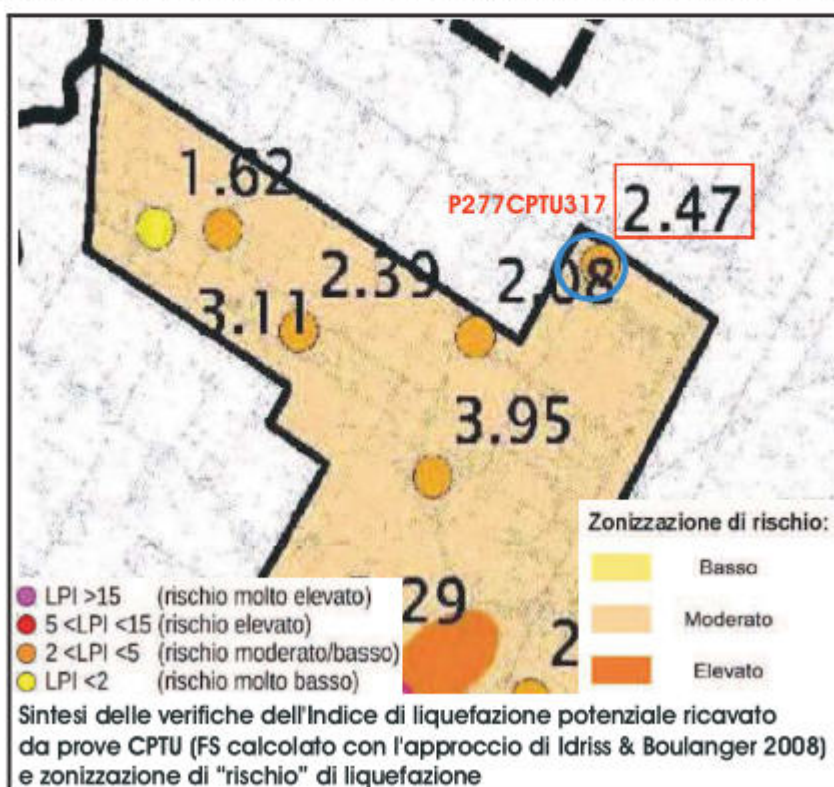 1.62
P277CPTU317
2.47
2.39
2.08
3.11
3.95
Zonizzazione di rischio:
Basso
Moderato
Elevato
29
2
LPI >15 (rischio molto elevato)
5 <LPI <15 (rischio elevato)
2 <LPI <5 (rischio moderato/basso)
LPI <2 (rischio molto basso)
Sintesi delle verifiche dell'Indice di liquefazione potenziale ricavato
da prove CPTU (FS calcolato con l'approccio di Idriss & Boulanger 2008)
e zonizzazione di "rischio" di liquefazione